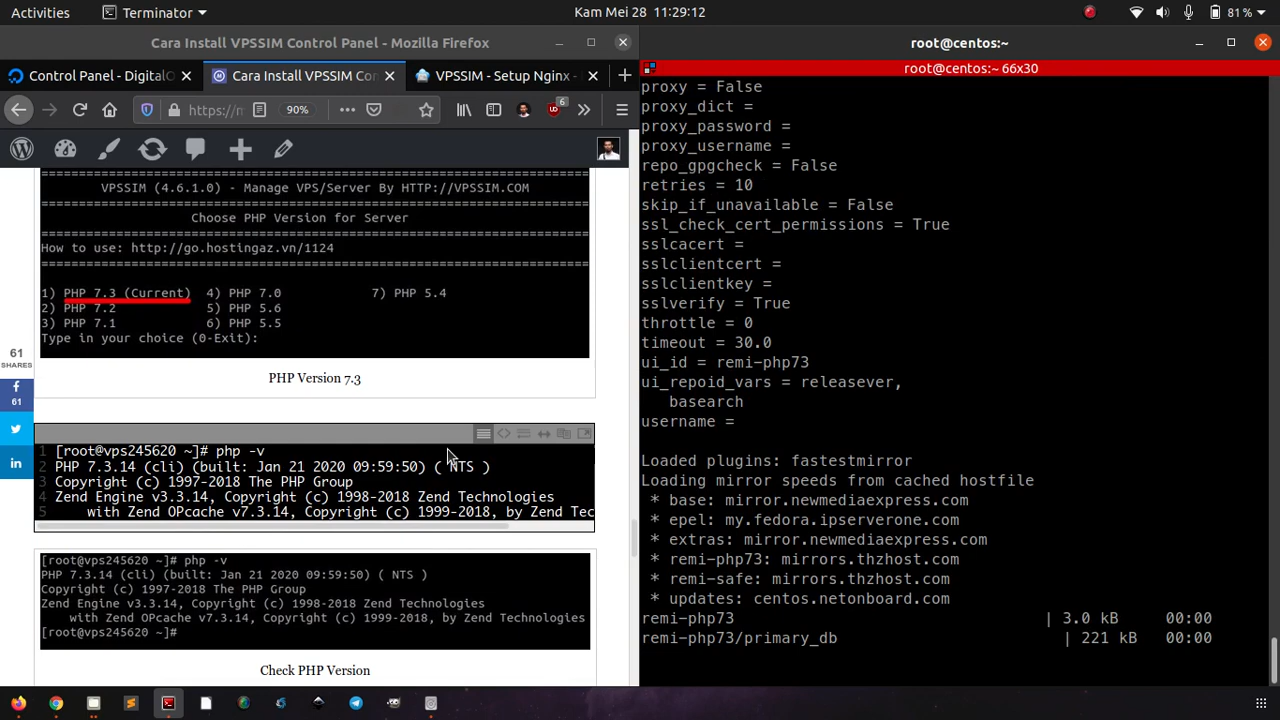 Activities
Terminator
Kam Mei 28 11:29:12
81 %
Cara Install VPSSIM Control Panel - Mozilla Firefox
Control Panel - DigitalO
Cara Install VPSSIM Con
VPSSIM - Setup Nginx -
https://n
90%
6
================================================================
VPSSIM (4.6.1.0) - Manage VPS/Server By HTTP://VPSSIM.COM
================================================================
Choose PHP Version for Server
================================================================
How to use: http://go.hostingaz.vn/1124
================================================================
1) PHP 7.3 (Current) 4) PHP 7.0 7) PHP 5.4
2) PHP 7.2 5) PHP 5.6
3) PHP 7.1 6) PHP 5.5
Type in your choice (0-Exit):
PHP Version 7.3
61
SHARES
61
1 [root@vps245620 ~]# php -v
2 PHP 7.3.14 (cli) (built: Jan 21 2020 09:59:50) ( NTS )
3 Copyright (c) 1997-2018 The PHP Group
4 Zend Engine v3.3.14, Copyright (c) 1998-2018 Zend Technologies
5 with Zend OPcache v7.3.14, Copyright (c) 1999-2018, by Zend Tec
[root@vps245620 ~]# php -v
PHP 7.3.14 (cli) (built: Jan 21 2020 09:59:50) ( NTS )
Copyright (c) 1997-2018 The PHP Group
Zend Engine v3.3.14, Copyright (c) 1998-2018 Zend Technologies
with Zend OPcache v7.3.14, Copyright (c) 1999-2018, by Zend Technologies
[root@vps245620 ~]#
Check PHP Version
root@centos:~
root@centos:~ 66x30
proxy = False
proxy_dict =
proxy_password =
proxy_username =
repo_gpgcheck = False
retries = 10
skip_if_unavailable = False
ssl_check_cert_permissions = True
sslcacert =
sslclientcert =
sslclientkey =
sslverify = True
throttle = 0
timeout = 30.0
ui_id = remi-php73
ui_repoid_vars = releasever,
basearch
username =
Loaded plugins: fastestmirror
Loading mirror speeds from cached hostfile
* base: mirror.newmediaexpress.com
* epel: my.fedora.ipserverone.com
* extras: mirror.newmediaexpress.com
* remi-php73: mirrors.thzhost.com
* remi-safe: mirrors.thzhost.com
* updates: centos.netonboard.com
remi-php73 | 3.0 kB 00:00
remi-php73/primary_db | 221 kB 00:00